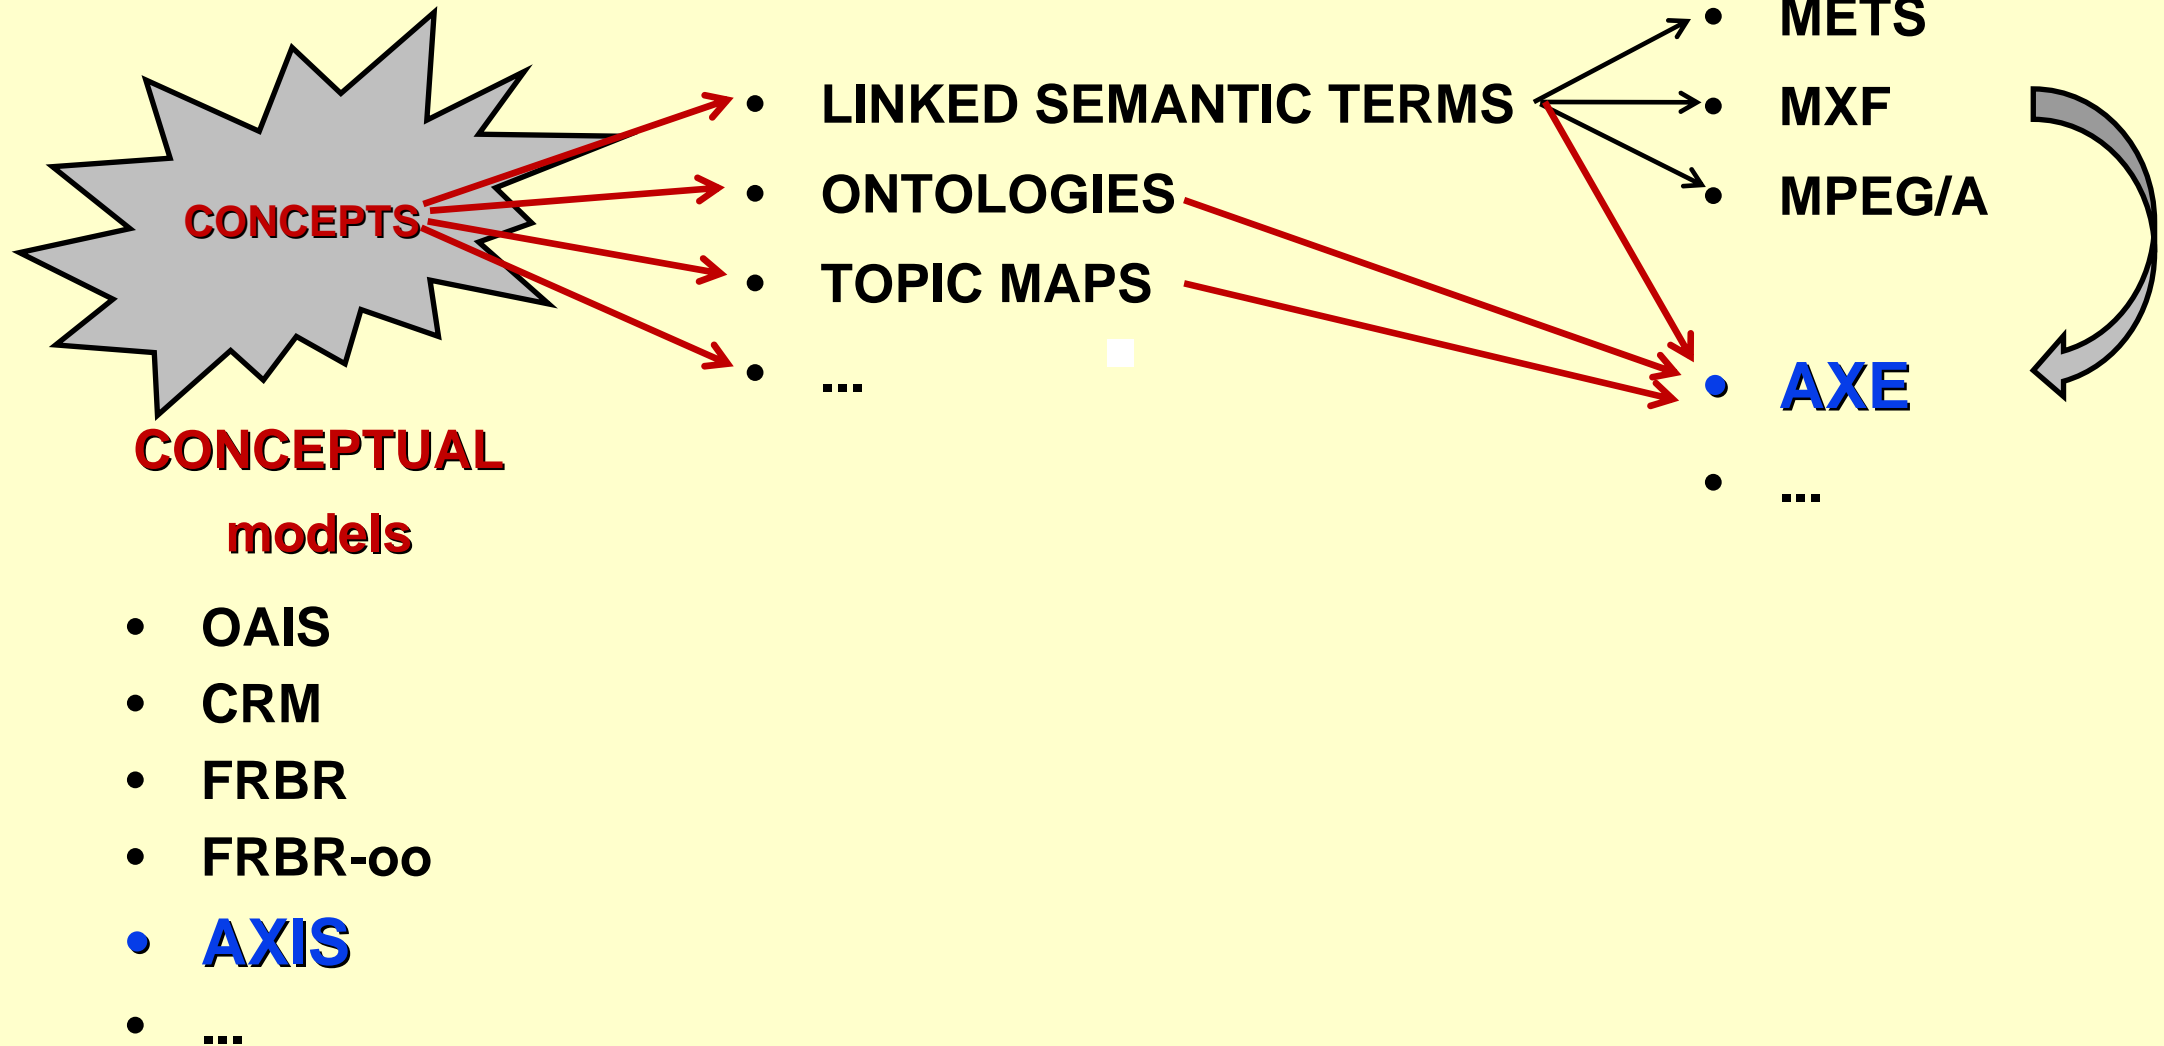 CONCEPTS
CONCEPTUAL
models
• OAIS
• CRM
• FRBR
• FRBR-oo
• AXIS
• ...
• LINKED SEMANTIC TERMS
• ONTOLOGIES
• TOPIC MAPS
• ...
• METS
• MXF
• MPEG/A
• AXE
• ...